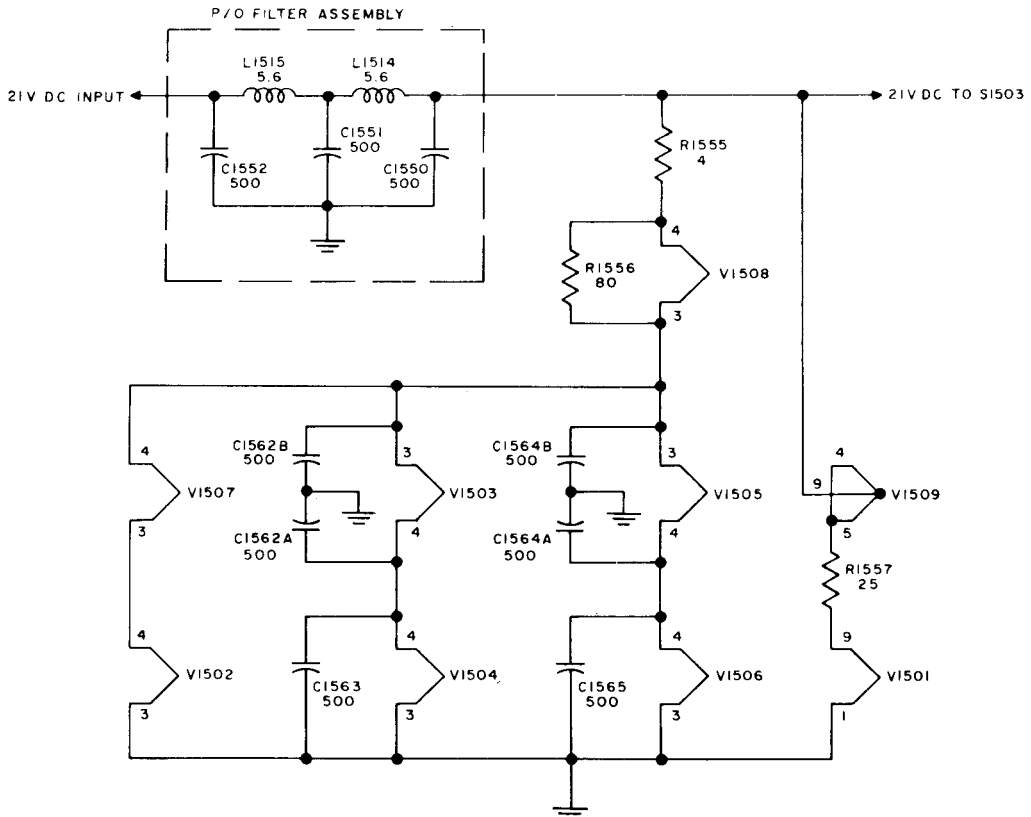 P/O FILTER ASSEMBLY
L1515
5.6
L1514
5.6
21V DC INPUT
21V DC TO S1503
C1552
500
C1551
500
C1550
500
R1555
4
4
R1556
80
V1508
3
4
V1507
3
C1562B
500
C1562A
500
3
V1503
4
C1564B
500
C1564A
500
3
V1505
4
4
9
V1509
5
R1557
25
4
V1502
3
C1563
500
4
V1504
3
C1565
500
4
V1506
3
9
V1501
1